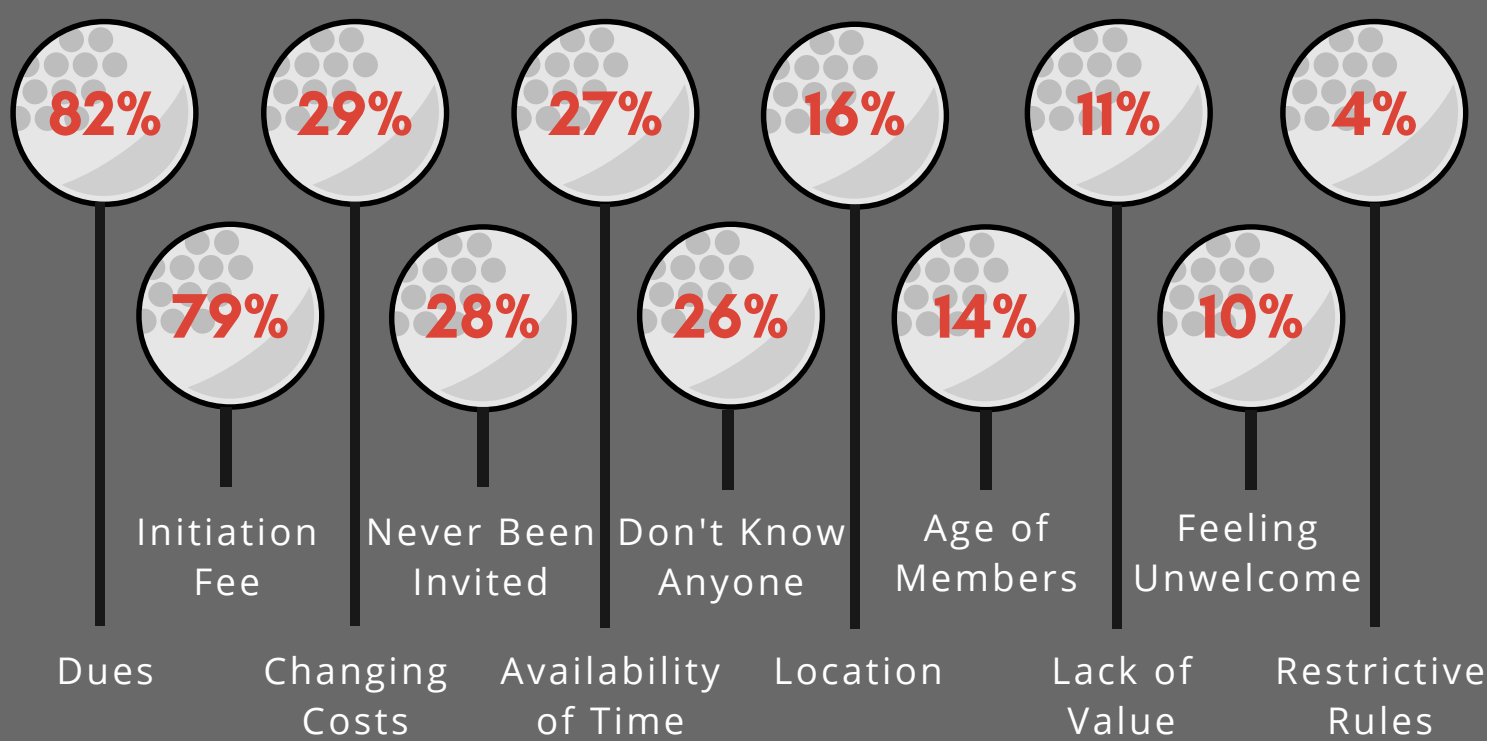 82%
29%
27%
16%
11%
4%
79%
28%
26%
14%
10%
Initiation
Fee
Never Been
Invited
Don't Know
Anyone
Age of
Members
Feeling
Unwelcome
Dues
Changing
Costs
Availability
of Time
Location
Lack of
Value
Restrictive
Rules